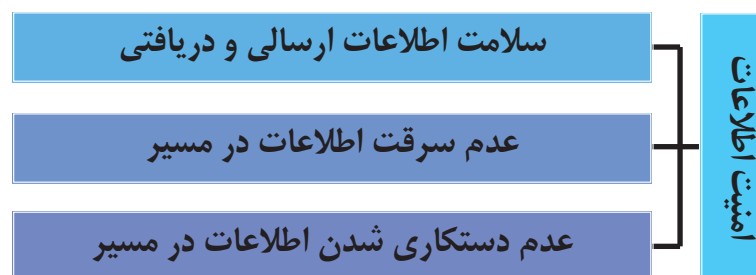 امنیت اطلاعات
سلامت اطلاعات ارسالی و دریافتی
عدم سرقت اطلاعات در مسیر
عدم دستکاری شدن اطلاعات در مسیر